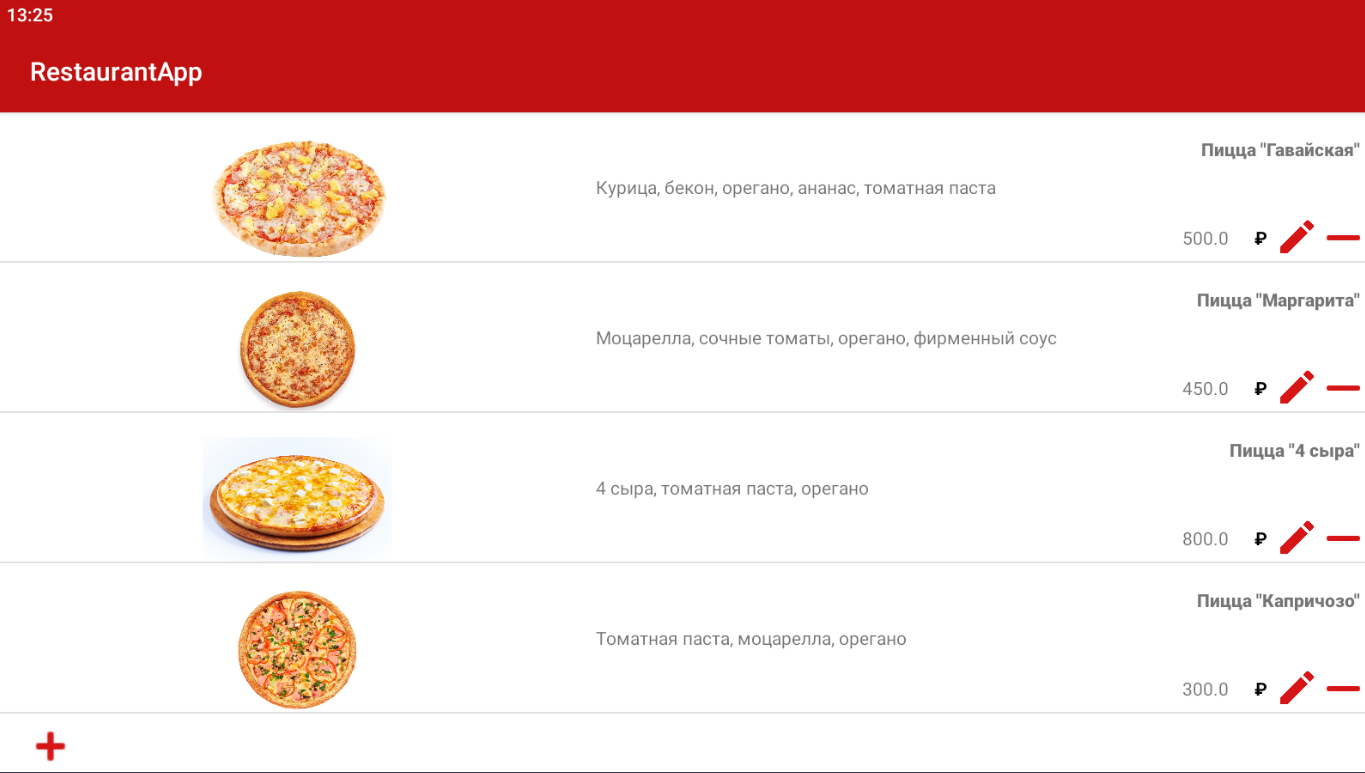 13:25
RestaurantApp
Пицца "Гавайская"
Курица, бекон, орегано, ананас, томатная паста
500.0 ₽
Пицца "Маргарита"
Моцарелла, сочные томаты, орегано, фирменный соус
450.0 ₽
Пицца "4 сыра"
4 сыра, томатная паста, орегано
800.0 ₽
Пицца "Капричозо"
Томатная паста, моцарелла, орегано
300.0 ₽